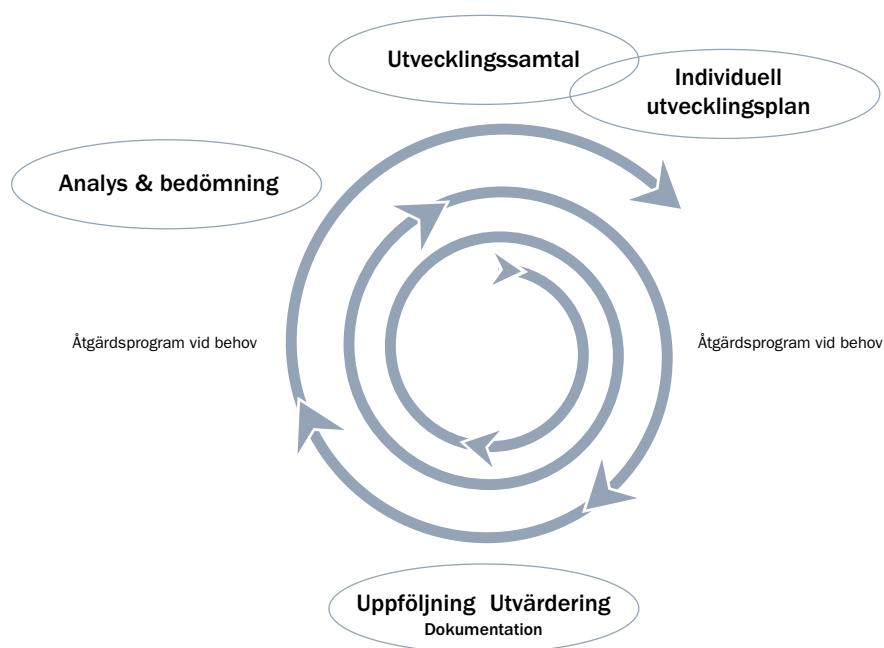 Utvecklingssamtal
Individuell
utvecklingsplan
Analys & bedömning
Åtgärdsprogram vid behov
Åtgärdsprogram vid behov
Uppföljning Utvärdering
Dokumentation